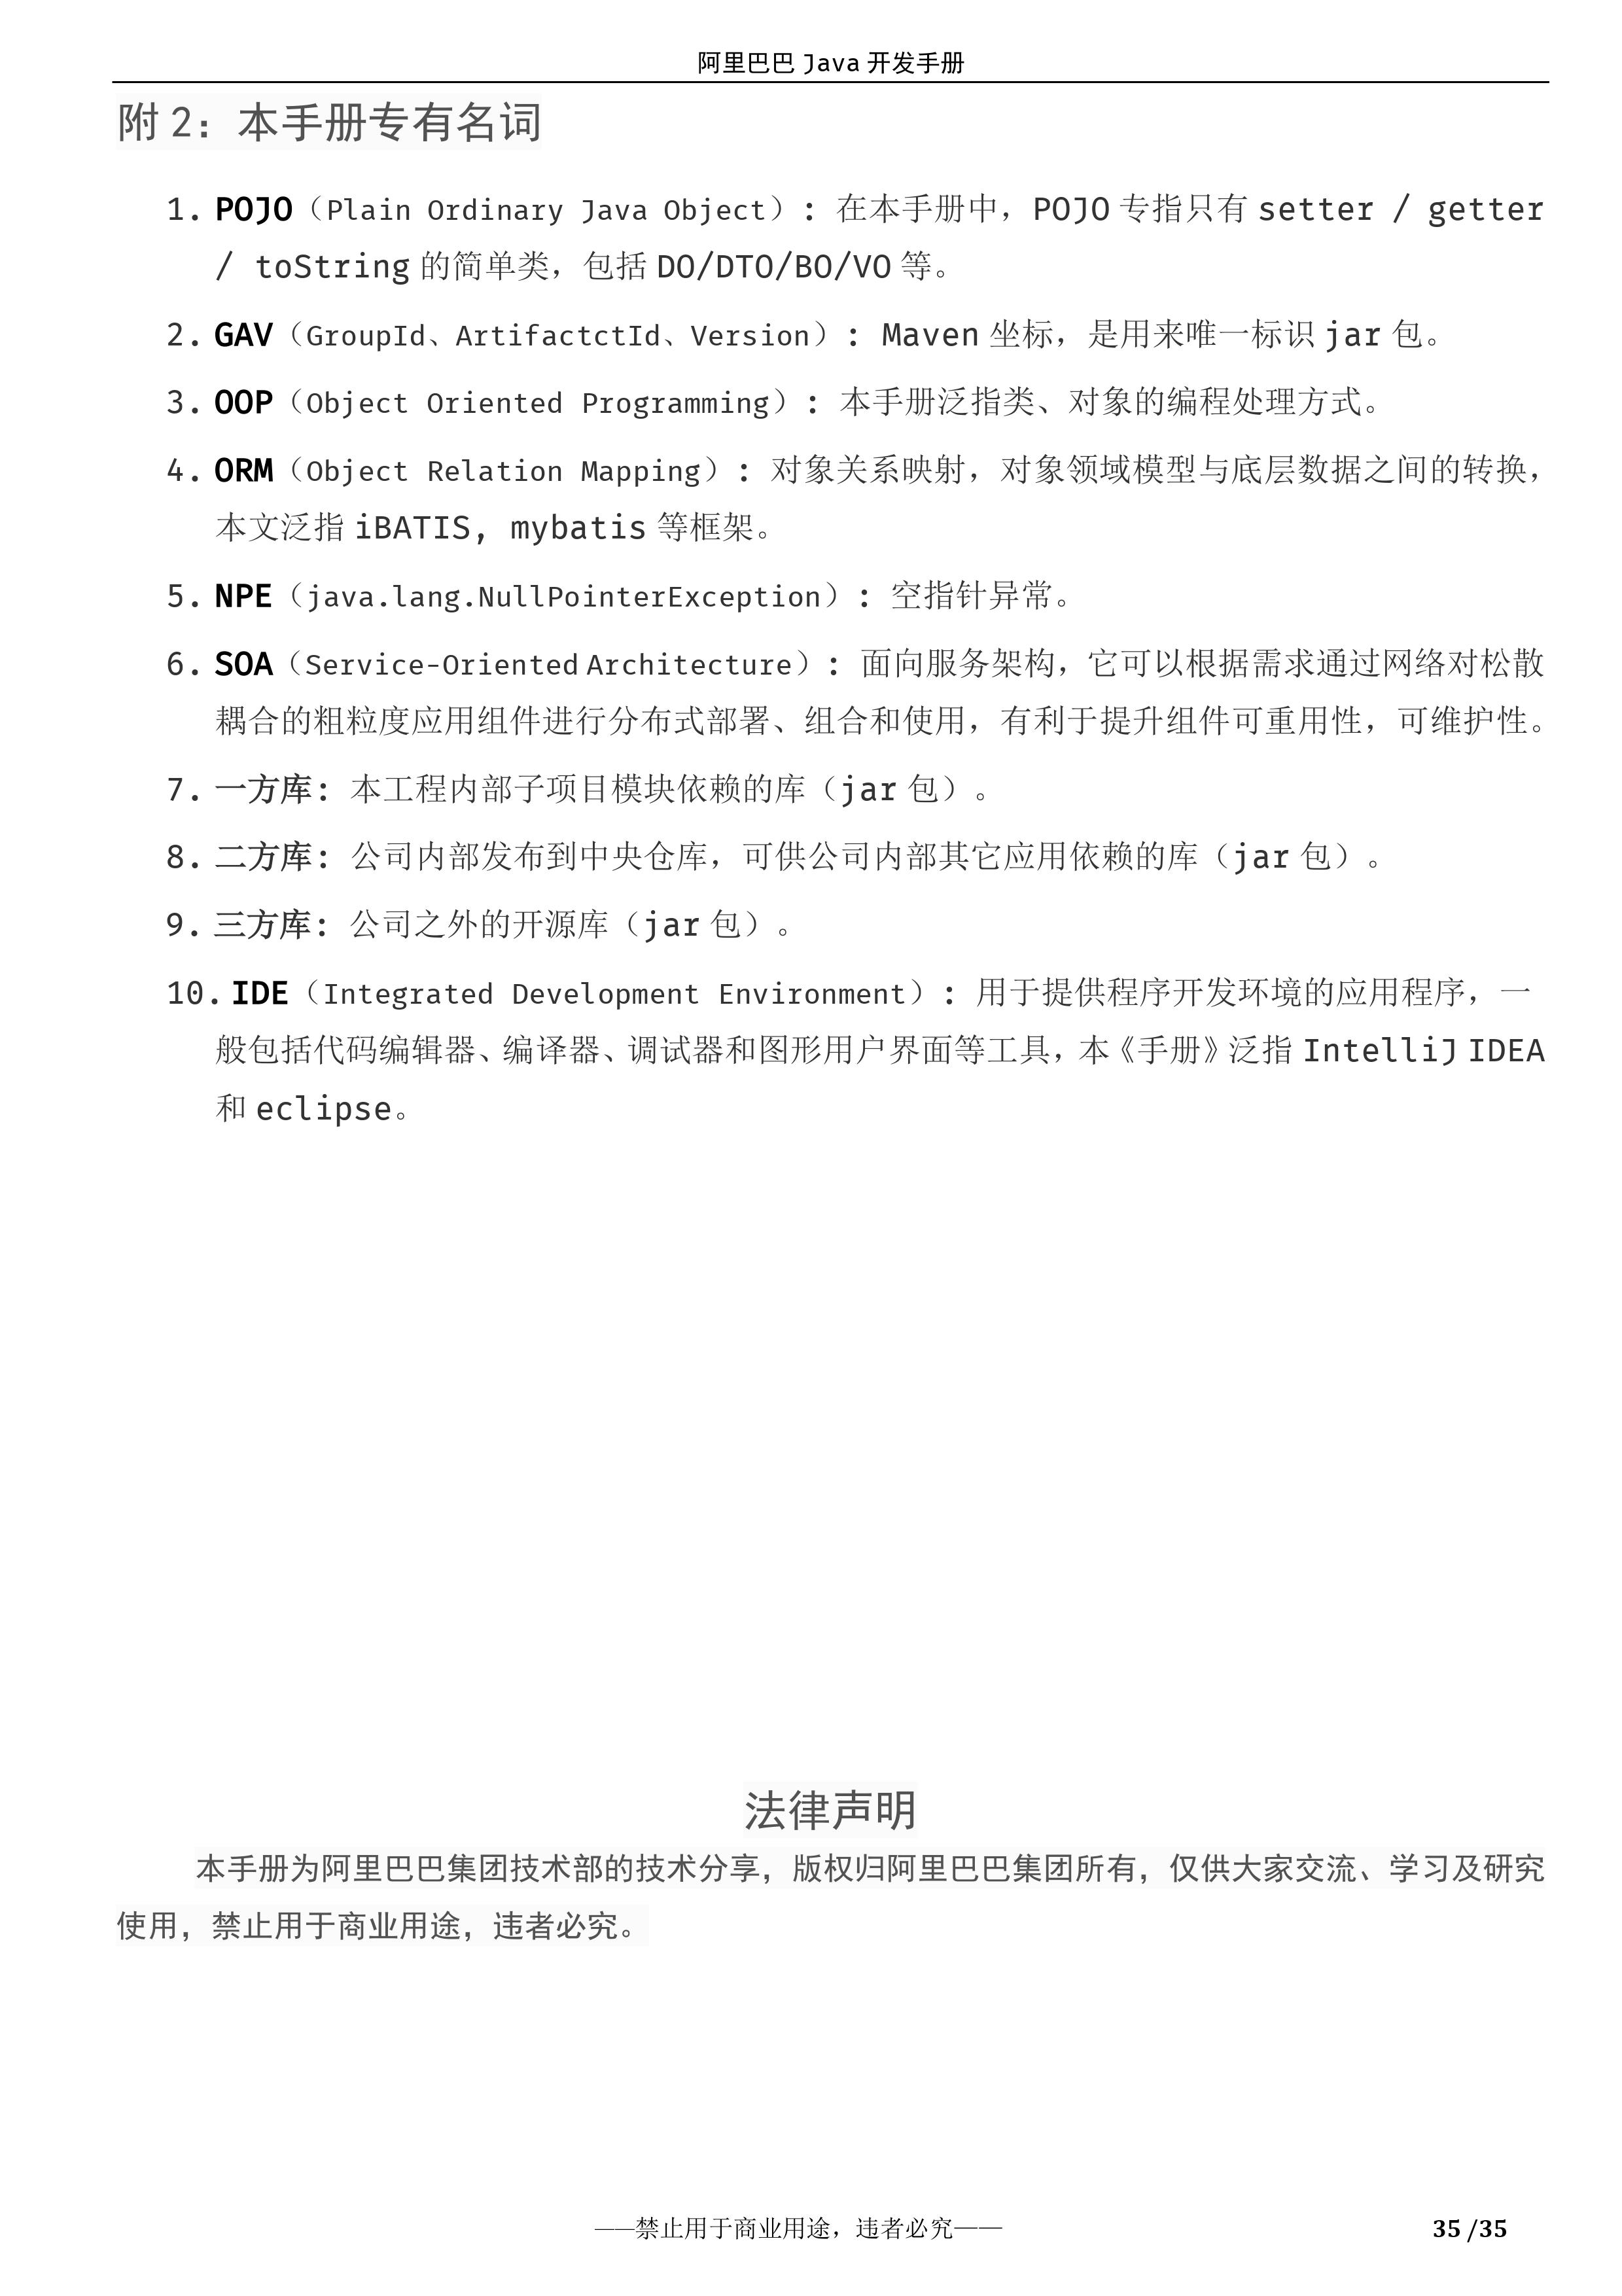 阿里巴巴 Java 开发手册
附 2：本手册专有名词
1. POJO（Plain Ordinary Java Object）: 在本手册中，POJO 专指只有 setter / getter
/ toString 的简单类，包括 DO/DTO/BO/VO 等。
2. GAV（GroupId、ArtifactctId、Version）: Maven 坐标，是用来唯一标识 jar 包。
3. OOP（Object Oriented Programming）: 本手册泛指类、对象的编程处理方式。
4. ORM（Object Relation Mapping）: 对象关系映射，对象领域模型与底层数据之间的转换，
本文泛指 iBATIS, mybatis 等框架。
5. NPE（java.lang.NullPointerException）: 空指针异常。
6. SOA（Service-Oriented Architecture）: 面向服务架构，它可以根据需求通过网络对松散
耦合的粗粒度应用组件进行分布式部署、组合和使用，有利于提升组件可重用性，可维护性。
7. 一方库: 本工程内部子项目模块依赖的库（jar 包）。
8. 二方库: 公司内部发布到中央仓库，可供公司内部其它应用依赖的库（jar 包）。
9. 三方库: 公司之外的开源库（jar 包）。
10. IDE（Integrated Development Environment）: 用于提供程序开发环境的应用程序，一
般包括代码编辑器、编译器、调试器和图形用户界面等工具，本《手册》泛指 IntelliJ IDEA
和 eclipse。
法律声明
本手册为阿里巴巴集团技术部的技术分享，版权归阿里巴巴集团所有，仅供大家交流、学习及研究
使用，禁止用于商业用途，违者必究。
——禁止用于商业用途，违者必究——
35 /35